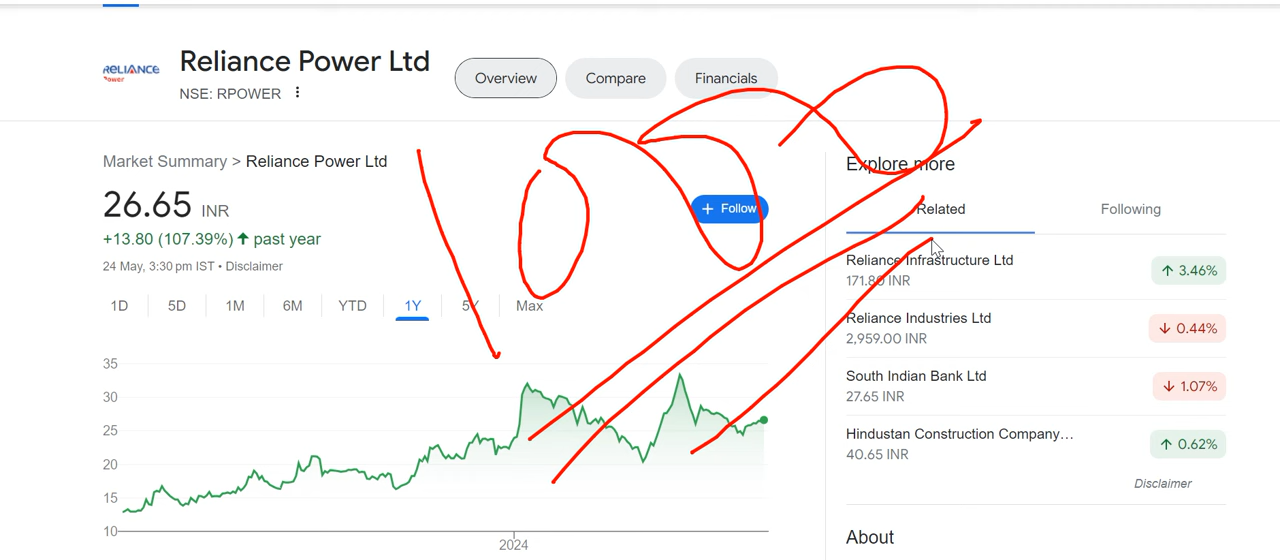 RELIANCE
Power
Reliance Power Ltd
NSE: RPOWER
Overview
Compare
Financials
Market Summary > Reliance Power Ltd
26.65 INR
+ Follow
+13.80 (107.39%) ↑ past year
24 May, 3:30 pm IST • Disclaimer
1D 5D 1M 6M YTD 1Y 5Y Max
35
30
25
20
15
10
2024
Explore more
Related
Following
Reliance Infrastructure Ltd
171.80 INR
↑ 3.46%
Reliance Industries Ltd
2,959.00 INR
↓ 0.44%
South Indian Bank Ltd
27.65 INR
↓ 1.07%
Hindustan Construction Company…
40.65 INR
↑ 0.62%
Disclaimer
About